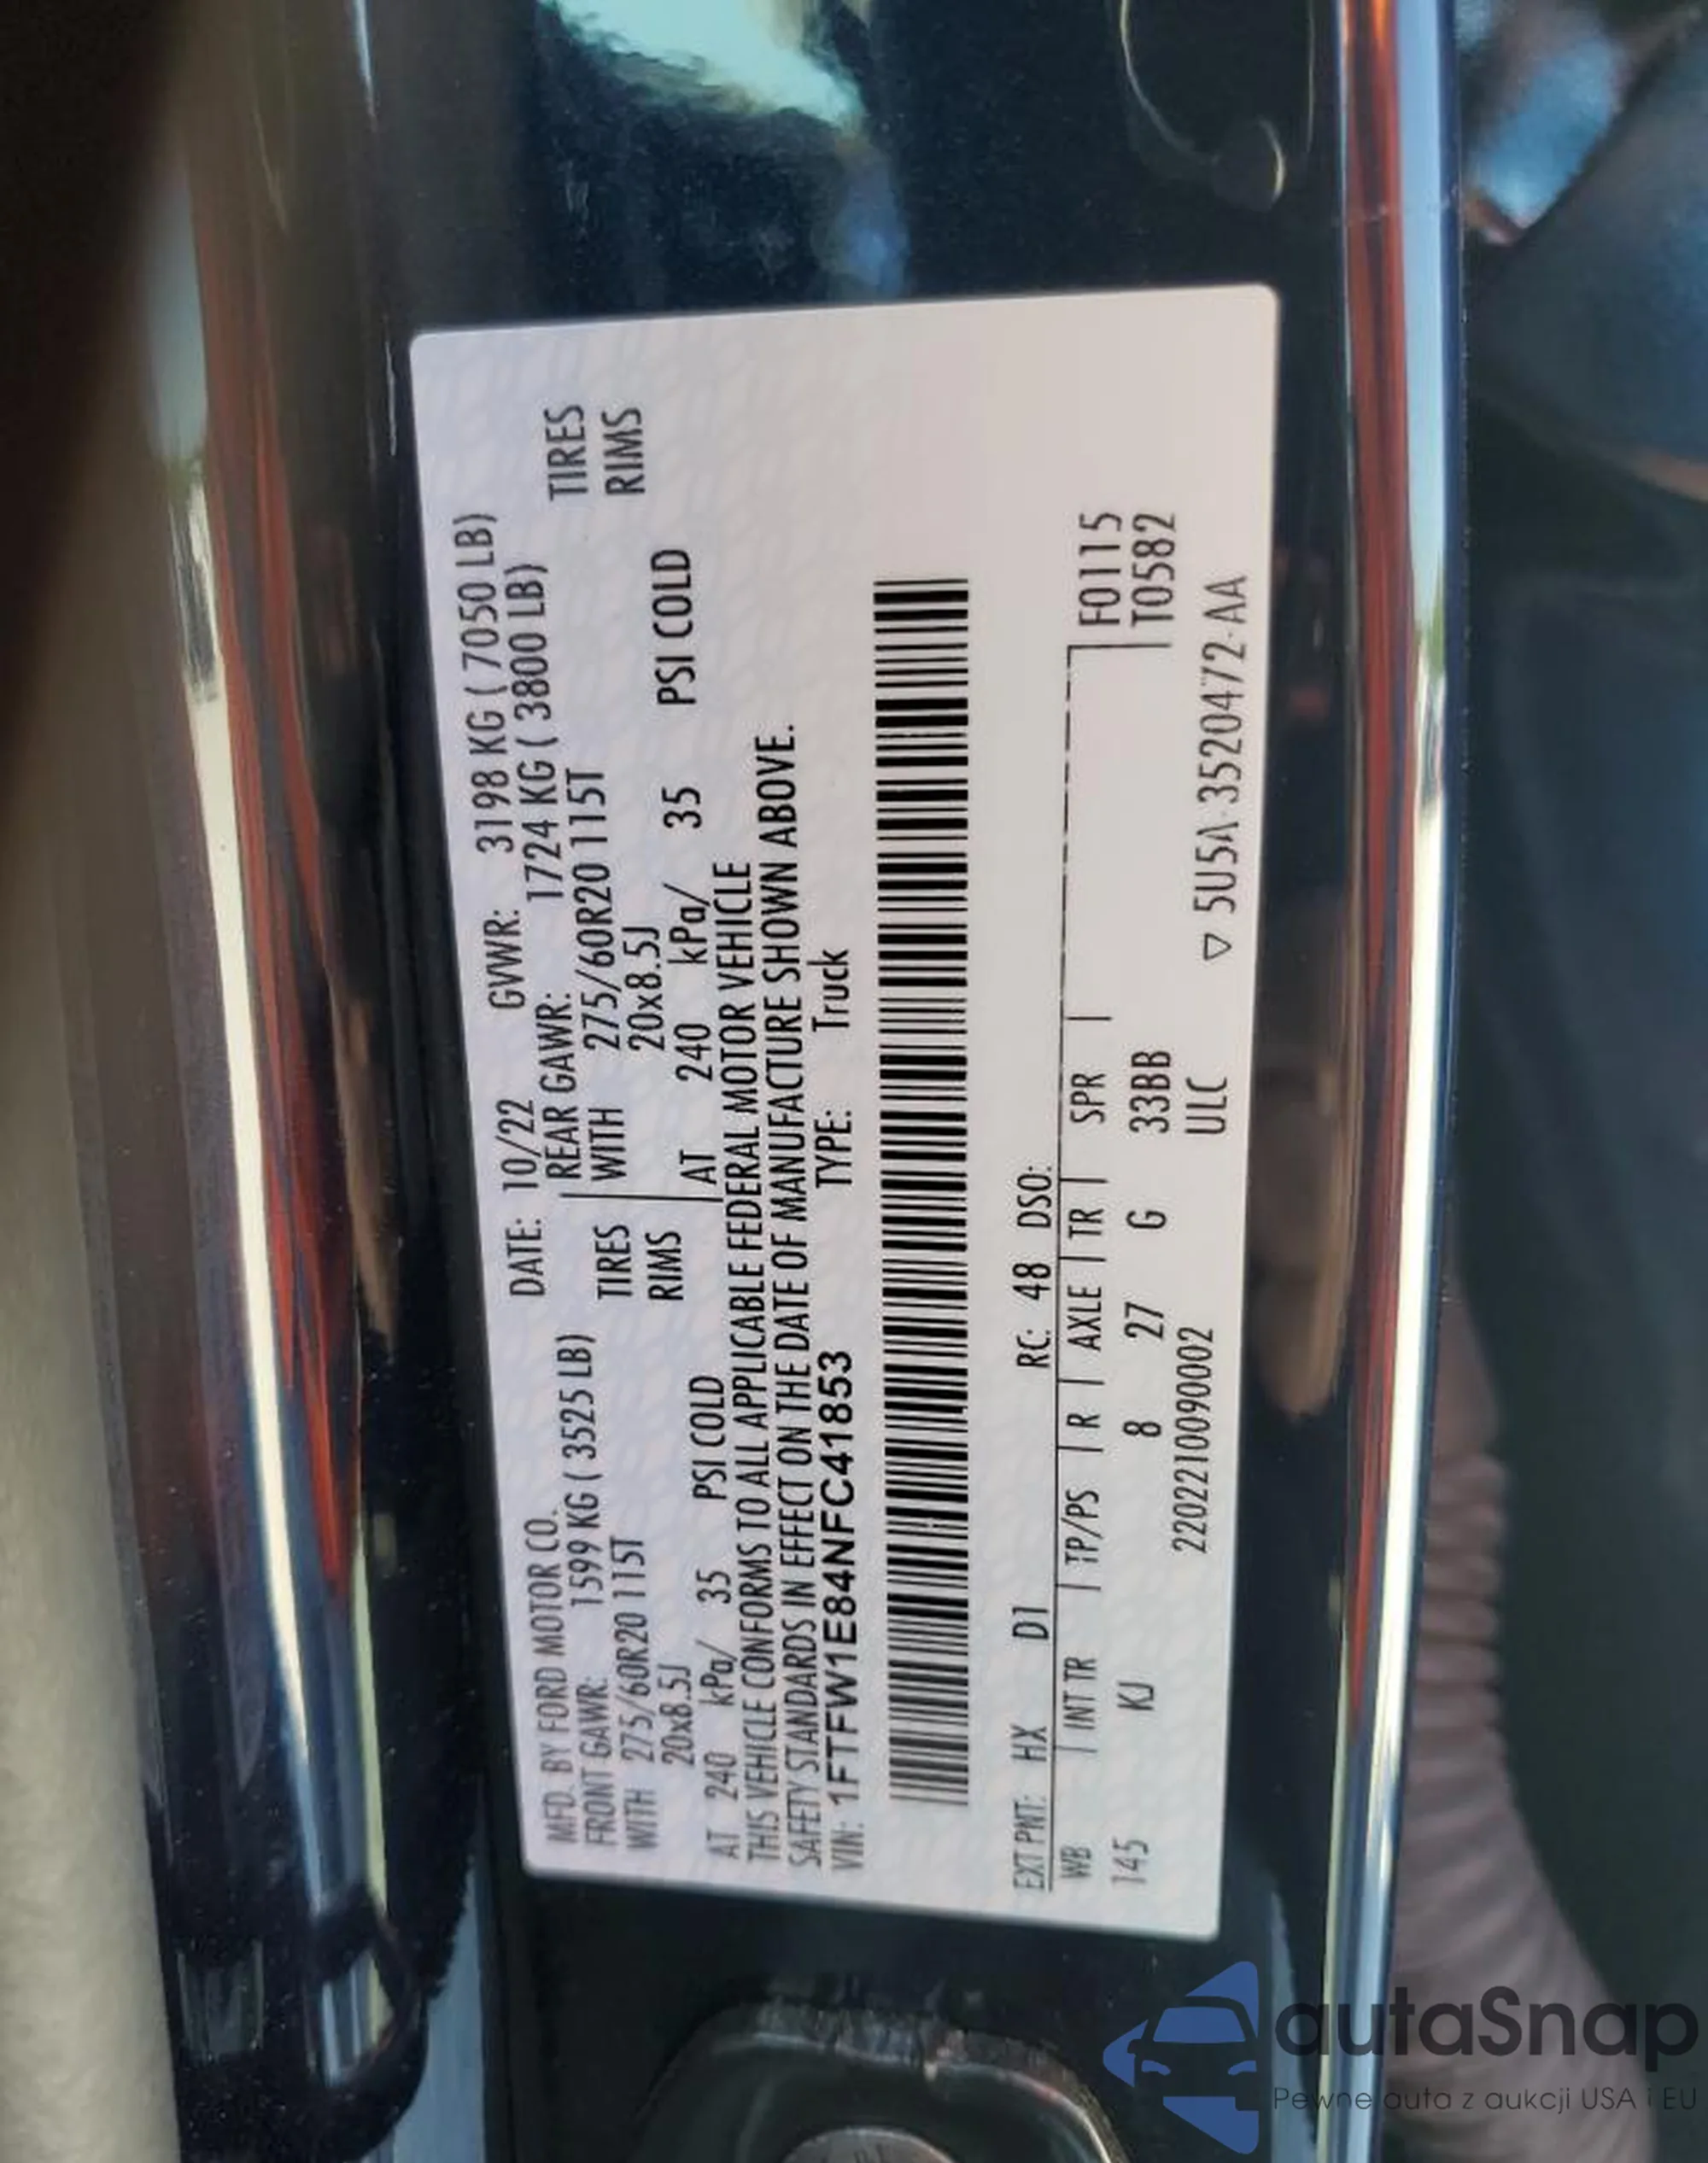 MFD. BY FORD MOTOR CO. DATE: 10/22 GVWR: 3198 KG ( 7050 LB)
FRONT GAWR: 1599 KG ( 3525 LB) REAR GAWR: 1724 KG ( 3800 LB)
WITH 275/60R20 115T TIRES WITH 275/60R20 115T TIRES
20x8.5J RIMS 20x8.5J RIMS
AT 240 kPa/ 35 PSI COLD AT 240 kPa/ 35 PSI COLD
THIS VEHICLE CONFORMS TO ALL APPLICABLE FEDERAL MOTOR VEHICLE
SAFETY STANDARDS IN EFFECT ON THE DATE OF MANUFACTURE SHOWN ABOVE.
VIN: 1FTFW1E84NFC41853 TYPE: Truck
EXT PNT: HX D1 RC: 48 DSO:
WB | INT TR | TP/PS | R | AXLE | TR | SPR | F0115
145 KJ 8 27 G 33BB T0582
2202210090002 ULC
▽ 5U5A-3520472-AA
autaSnap
Pewne auta z aukcji USA i EU